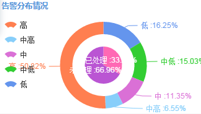 告警分布情况
高
中高
中
中低
低
低 :16.25%
中低 :15.03%
中 :11.35%
中高 :6.55%
已处理 :33.
:66.96%